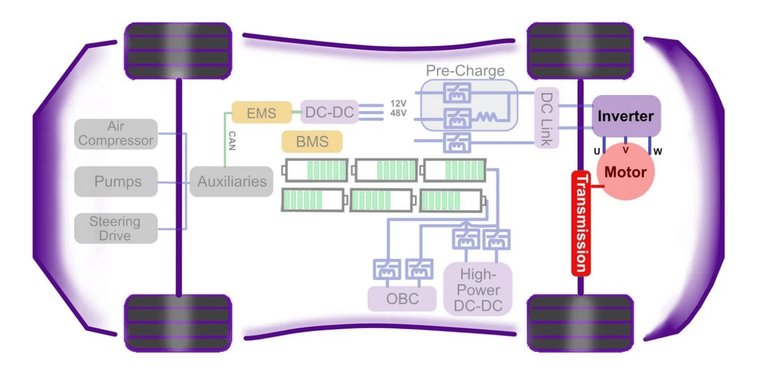 Pre-Charge
Air
Compressor
Pumps
Steering
Drive
Auxiliaries
CAN
EMS
DC-DC
12V
48V
BMS
DC Link
Inverter
U
V
W
Motor
Transmission
OBC
High-
Power
DC-DC